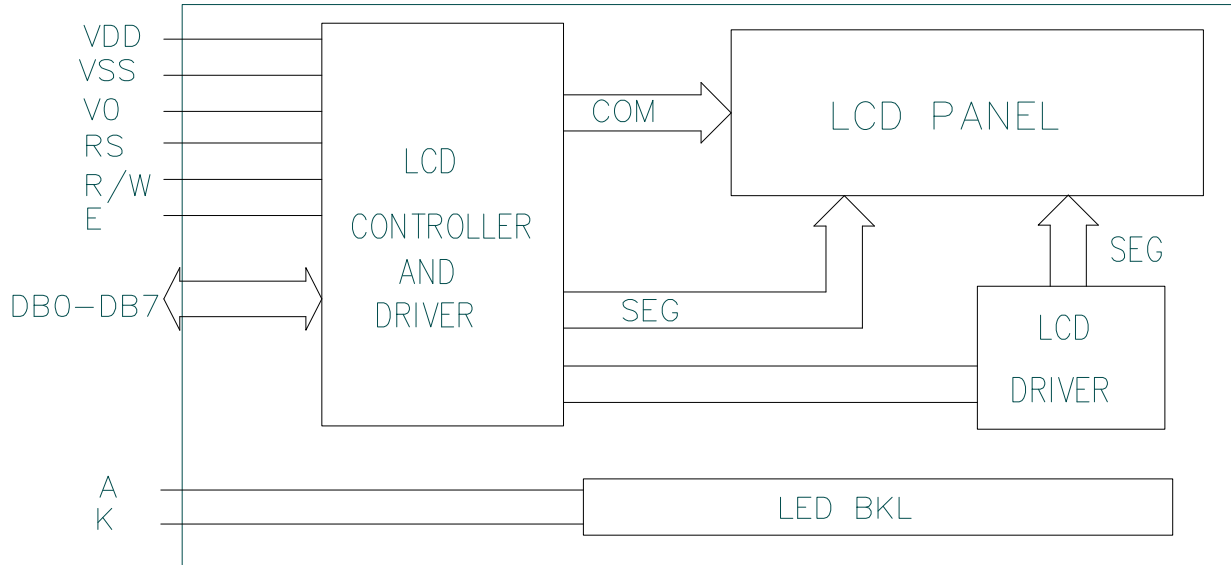 VDD
VSS
V0
RS
R/W
E
DB0-DB7
LCD
CONTROLLER
AND
DRIVER
COM
SEG
LCD PANEL
SEG
LCD
DRIVER
A
K
LED BKL